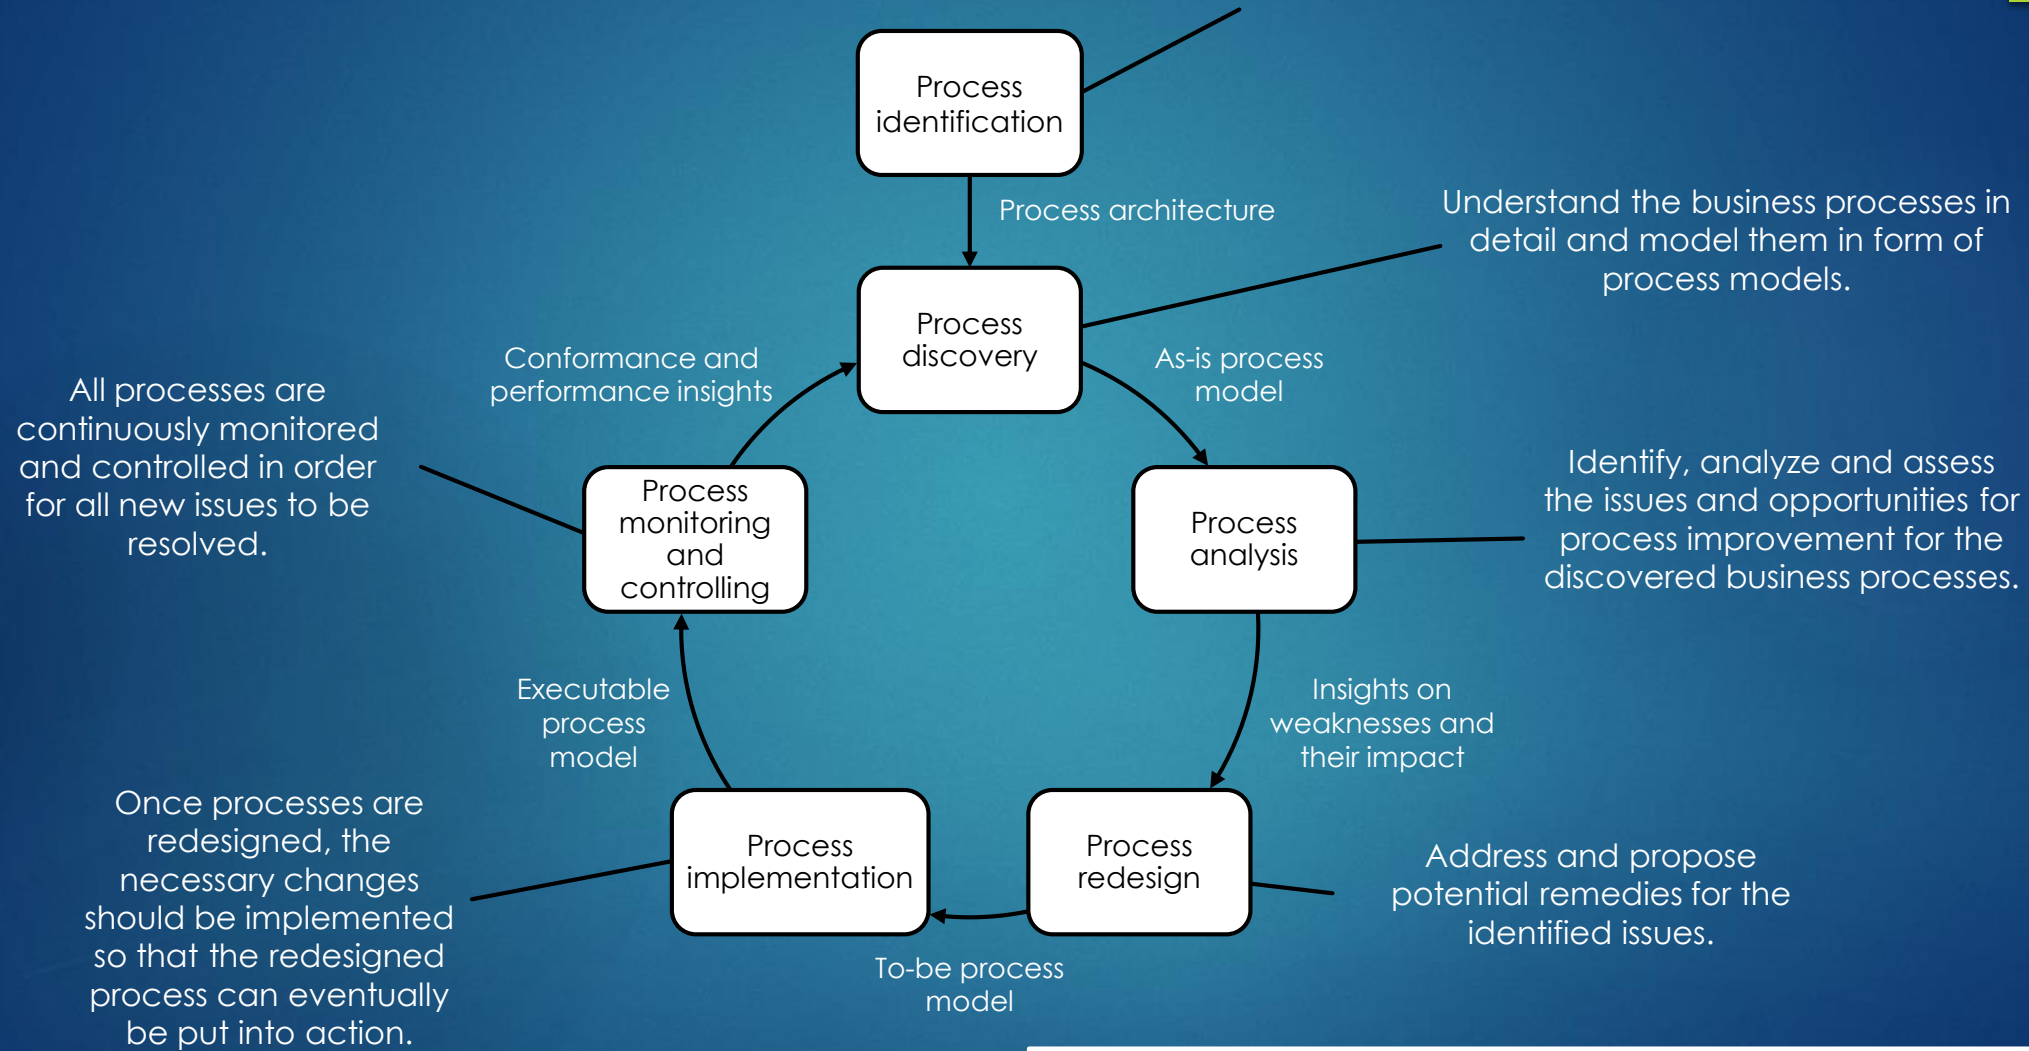 Process
identification
Process architecture
Understand the business processes in
detail and model them in form of
process models.
Process
discovery
Conformance and
performance insights
As-is process
model
All processes are
continuously monitored
and controlled in order
for all new issues to be
resolved.
Process
monitoring
and
controlling
Process
analysis
Identify, analyze and assess
the issues and opportunities for
process improvement for the
discovered business processes.
Executable
process
model
Insights on
weaknesses and
their impact
Once processes are
redesigned, the
necessary changes
should be implemented
so that the redesigned
process can eventually
be put into action.
Process
implementation
Process
redesign
Address and propose
potential remedies for the
identified issues.
To-be process
model